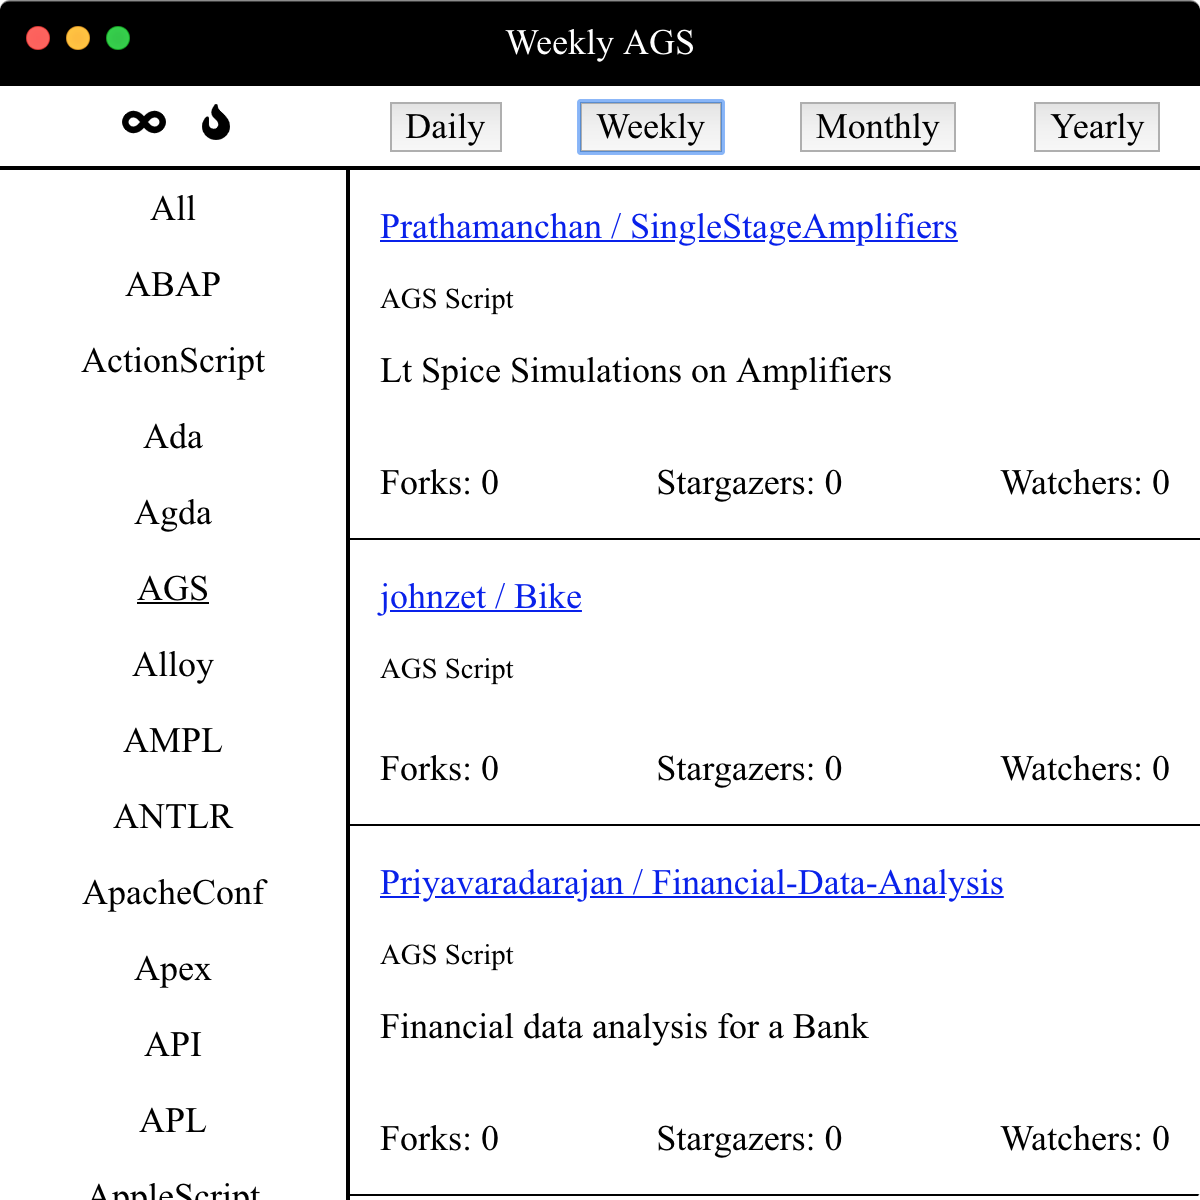 Weekly AGS
Daily
Weekly
Monthly
Yearly
All
ABAP
ActionScript
Ada
Agda
AGS
Alloy
AMPL
ANTLR
ApacheConf
Apex
API
APL
AppleScript
Prathamanchan / SingleStageAmplifiers
AGS Script
Lt Spice Simulations on Amplifiers
Forks: 0 Stargazers: 0 Watchers: 0
johnzet / Bike
AGS Script
Forks: 0 Stargazers: 0 Watchers: 0
Priyavaradarajan / Financial-Data-Analysis
AGS Script
Financial data analysis for a Bank
Forks: 0 Stargazers: 0 Watchers: 0